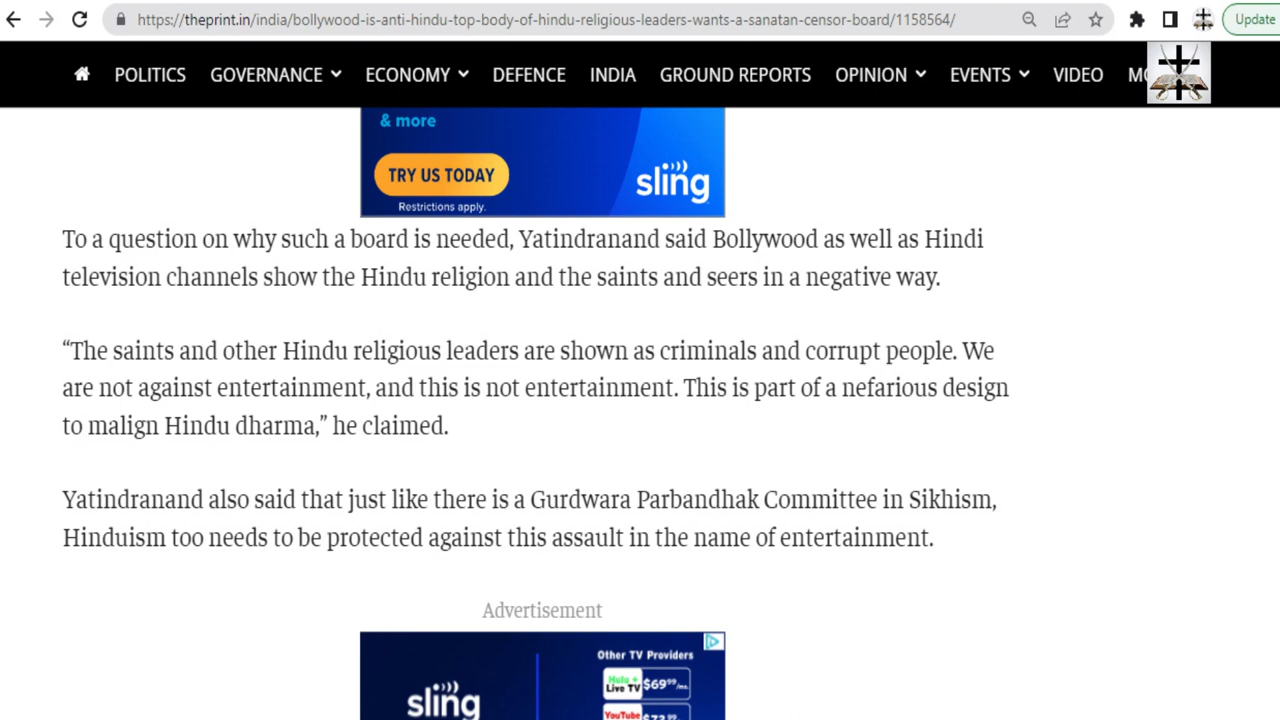 https://theprint.in/india/bollywood-is-anti-hindu-top-body-of-hindu-religious-leaders-wants-a-sanatan-censor-board/1158564/
Update
POLITICS GOVERNANCE ECONOMY DEFENCE INDIA GROUND REPORTS OPINION EVENTS VIDEO
& more
TRY US TODAY
sling
Restrictions apply.
To a question on why such a board is needed, Yatindranand said Bollywood as well as Hindi
television channels show the Hindu religion and the saints and seers in a negative way.
“The saints and other Hindu religious leaders are shown as criminals and corrupt people. We
are not against entertainment, and this is not entertainment. This is part of a nefarious design
to malign Hindu dharma,” he claimed.
Yatindranand also said that just like there is a Gurdwara Parbandhak Committee in Sikhism,
Hinduism too needs to be protected against this assault in the name of entertainment.
Advertisement
Other TV Providers
sling
Hulu +
Live TV
$69⁹⁹/mo.
YouTube